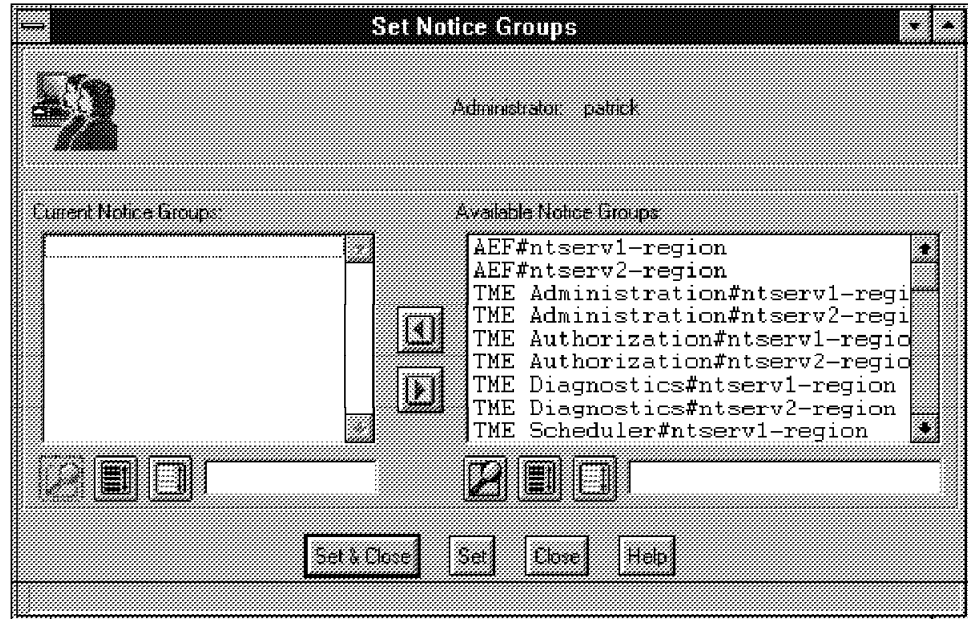 Set Notice Groups
Administrator: patrick
Current Notice Groups:
Available Notice Groups:
AEF#ntserv1-region
AEF#ntserv2-region
TME Administration#ntserv1-regi
TME Administration#ntserv2-regi
TME Authorization#ntserv1-regio
TME Authorization#ntserv2-regio
TME Diagnostics#ntserv1-region
TME Diagnostics#ntserv2-region
TME Scheduler#ntserv1-region
Set & Close
Set
Close
Help